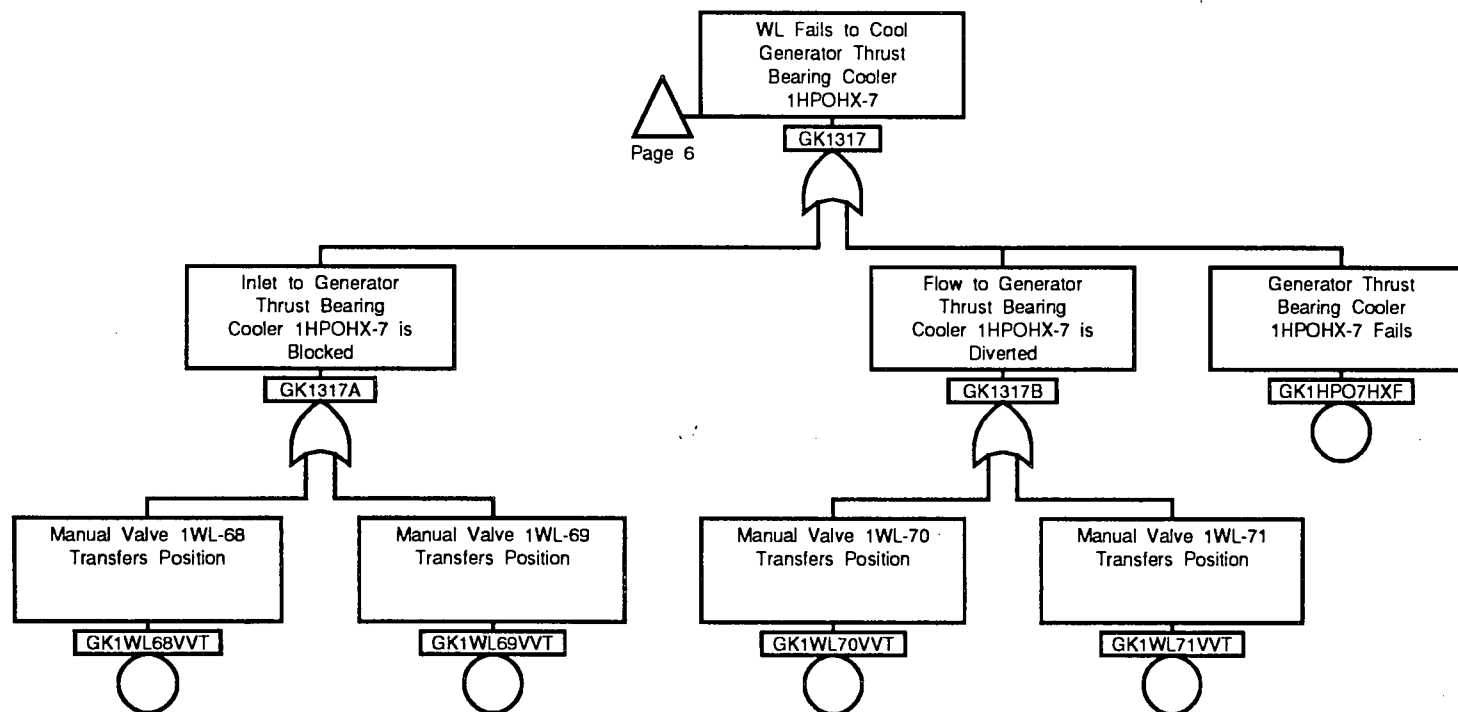 WL Fails to Cool
Generator Thrust
Bearing Cooler
1HPOHX-7
Page 6
GK1317
Inlet to Generator
Thrust Bearing
Cooler 1HPOHX-7 is
Blocked
GK1317A
Flow to Generator
Thrust Bearing
Cooler 1HPOHX-7 is
Diverted
GK1317B
Generator Thrust
Bearing Cooler
1HPOHX-7 Fails
GK1HPO7HXF
Manual Valve 1WL-68
Transfers Position
GK1WL68VVT
Manual Valve 1WL-69
Transfers Position
GK1WL69VVT
Manual Valve 1WL-70
Transfers Position
GK1WL70VVT
Manual Valve 1WL-71
Transfers Position
GK1WL71VVT